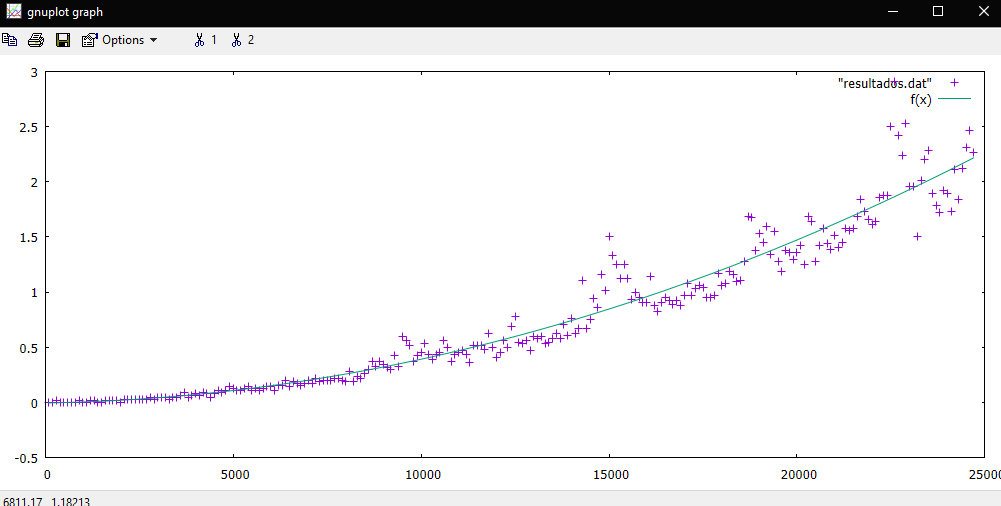 gnuplot graph
Options 1 2
3
"resultados.dat"
f(x)
2.5
2
1.5
1
0.5
0
-0.5
0 5000 10000 15000 20000 25000
6811.17 1.18213